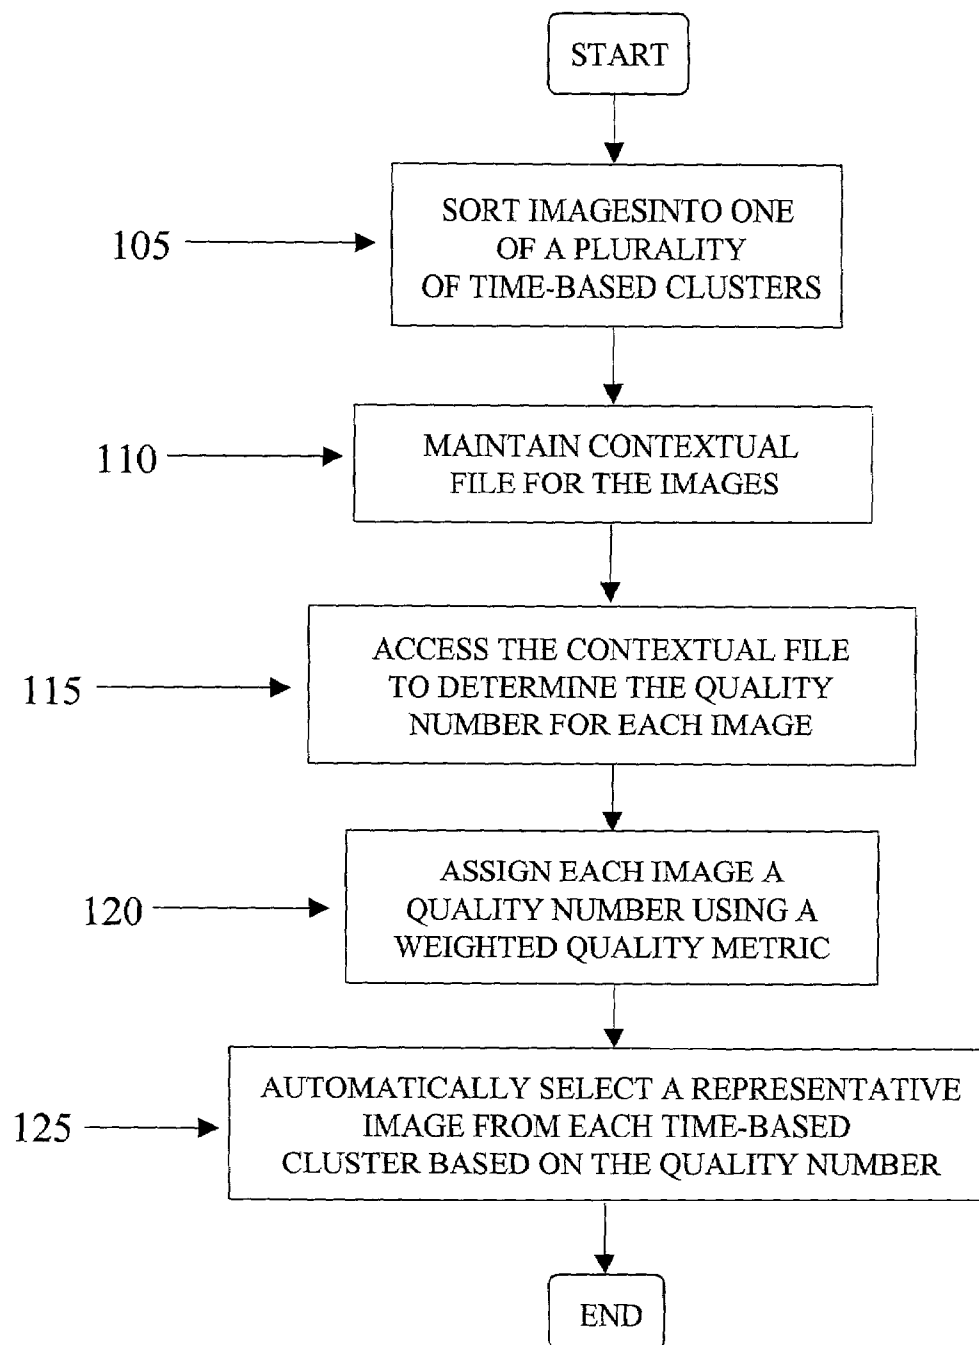 START
105
SORT IMAGESINTO ONE
OF A PLURALITY
OF TIME-BASED CLUSTERS
110
MAINTAIN CONTEXTUAL
FILE FOR THE IMAGES
115
ACCESS THE CONTEXTUAL FILE
TO DETERMINE THE QUALITY
NUMBER FOR EACH IMAGE
120
ASSIGN EACH IMAGE A
QUALITY NUMBER USING A
WEIGHTED QUALITY METRIC
125
AUTOMATICALLY SELECT A REPRESENTATIVE
IMAGE FROM EACH TIME-BASED
CLUSTER BASED ON THE QUALITY NUMBER
END